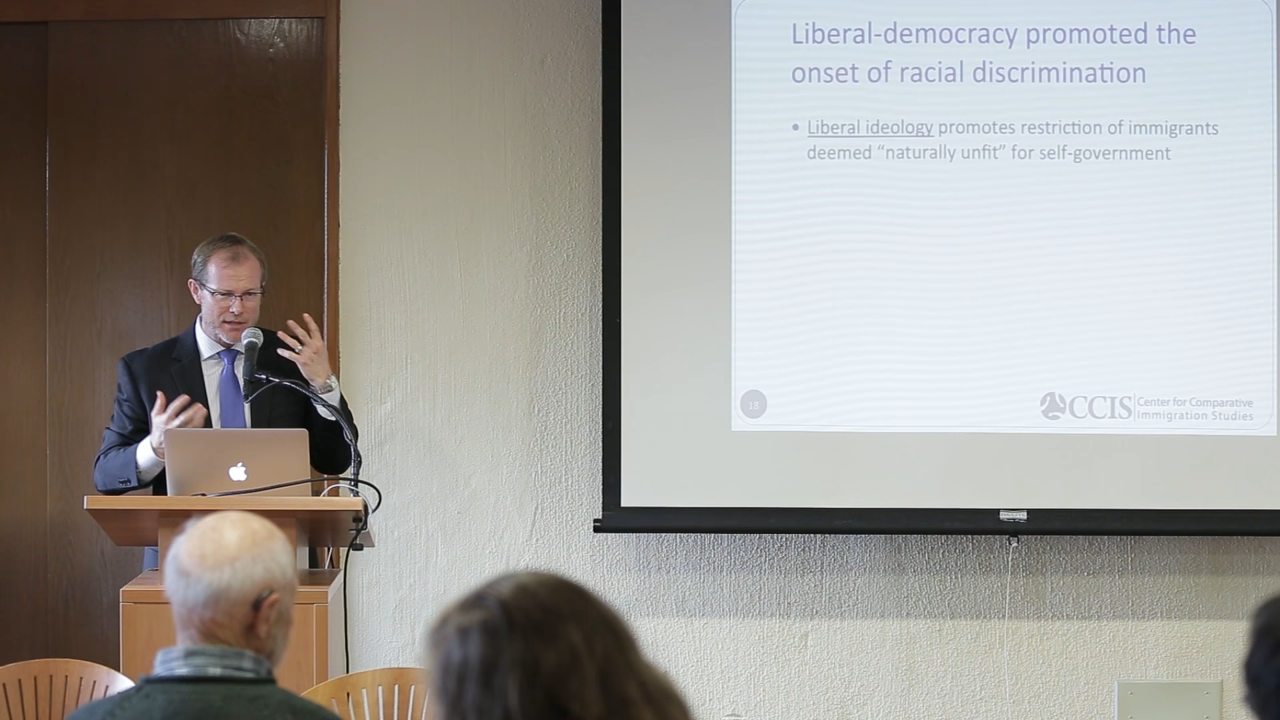 Liberal-democracy promoted the
onset of racial discrimination
• Liberal ideology promotes restriction of immigrants
deemed “naturally unfit” for self-government
18
CCIS Center for Comparative
Immigration Studies